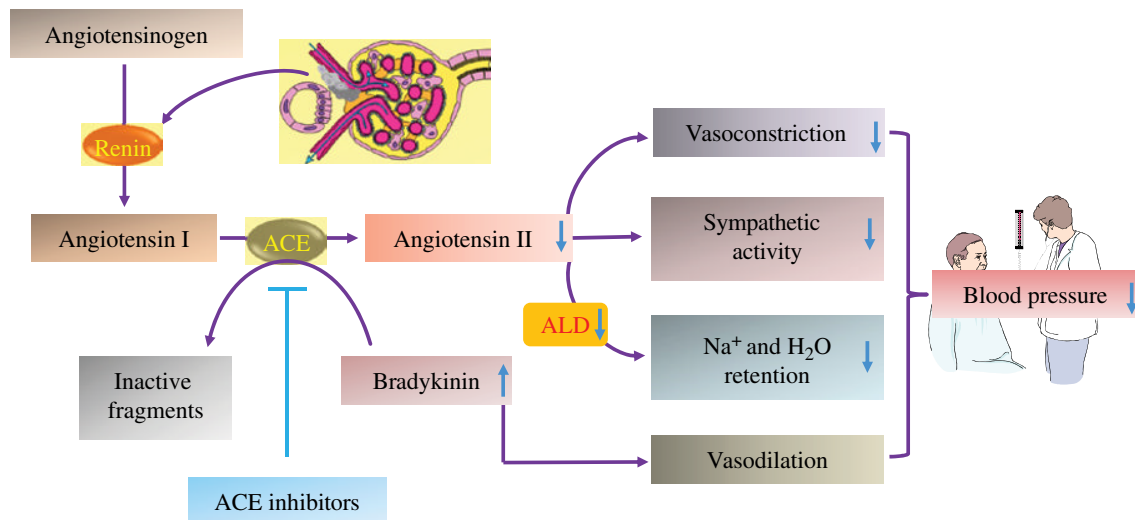 Angiotensinogen
Renin
Angiotensin I
ACE
Angiotensin II
Vasoconstriction
Sympathetic
activity
ALD
Na⁺ and H₂O
retention
Blood pressure
Inactive
fragments
Bradykinin
Vasodilation
ACE inhibitors